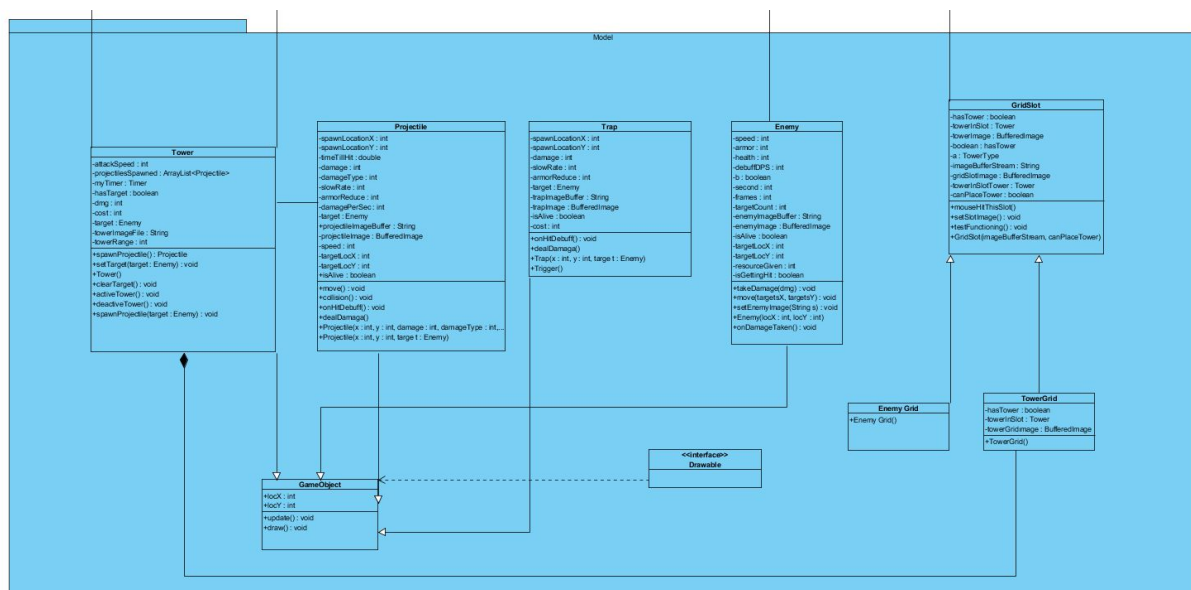 Model
Tower
-attackSpeed : int
-projectilesSpawned : ArrayList<Projectile>
-myTimer : Timer
-hasTarget : boolean
-dmg : int
-cost : int
-target : Enemy
-towerImageFile : String
-towerRange : int
+spawnProjectile() : Projectile
+setTarget(target : Enemy) : void
+Tower()
+clearTarget() : void
+activeTower() : void
+deactiveTower() : void
+spawnProjectile(target : Enemy) : void
Projectile
-spawnLocationX : int
-spawnLocationY : int
-timeTillHit : double
-damage : int
-damageType : int
-slowRate : int
-armorReduce : int
-damagePerSec : int
-target : Enemy
+projectileImageBuffer : String
-projectileImage : BufferedImage
-speed : int
-targetLocX : int
-targetLocY : int
+isAlive : boolean
+move() : void
+collision() : void
+onHitDebuff() : void
+dealDamaga()
+Projectile(x : int, y : int, damage : int, damageType : int,...
+Projectile(x : int, y : int, target : Enemy)
Trap
-spawnLocationX : int
-spawnLocationY : int
-damage : int
-slowRate : int
-armorReduce : int
-target : Enemy
-trapImageBuffer : String
-trapImage : BufferedImage
-isAlive : boolean
-cost : int
+onHitDebuff() : void
+dealDamaga()
+Trap(x : int, y : int, target : Enemy)
+Trigger()
Enemy
-speed : int
-armor : int
-health : int
-debuffDPS : int
-b : boolean
-second : int
-frames : int
-targetCount : int
-enemyImageBuffer : String
-enemyImage : BufferedImage
-isAlive : boolean
-targetLocX : int
-targetLocY : int
-resourceGiven : int
-isGettingHit : boolean
+takeDamage(dmg) : void
+move(targetsX, targetsY) : void
+setEnemyImage(String s) : void
+Enemy(locX : int, locY : int)
+onDamageTaken() : void
GridSlot
-hasTower : boolean
-towerInSlot : Tower
-towerImage : BufferedImage
-boolean : hasTower
-a : TowerType
-imageBufferStream : String
-gridSlotImage : BufferedImage
-towerInSlotTower : Tower
-canPlaceTower : boolean
+mouseHitThisSlot()
+setSlotImage() : void
+testFunctioning() : void
+GridSlot(imageBufferStream, canPlaceTower)
Enemy Grid
+Enemy Grid()
TowerGrid
-hasTower : boolean
-towerInSlot : Tower
-towerGridImage : BufferedImage
+TowerGrid()
<<interface>>
Drawable
GameObject
+locX : int
+locY : int
+update() : void
+draw() : void